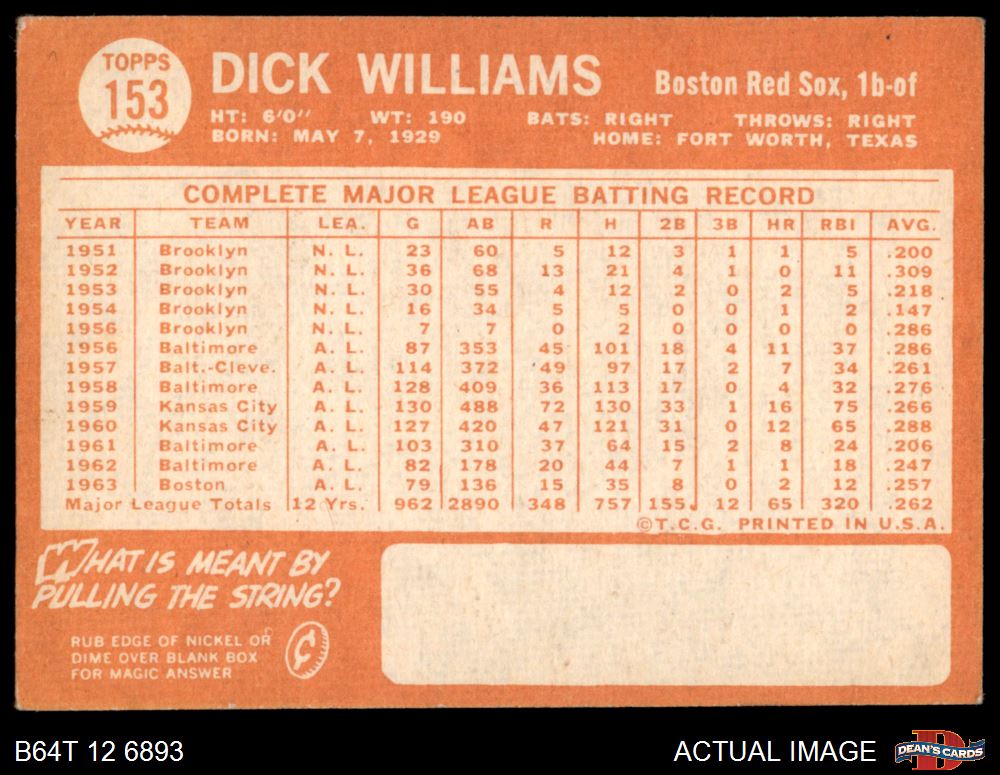 TOPPS
153
DICK WILLIAMS
Boston Red Sox, 1b-of
HT: 6'0" WT: 190 BATS: RIGHT THROWS: RIGHT
BORN: MAY 7, 1929 HOME: FORT WORTH, TEXAS
COMPLETE MAJOR LEAGUE BATTING RECORD
YEAR TEAM LEA. G AB R H 2B 3B HR RBI AVG.
1951 Brooklyn N. L. 23 60 5 12 3 1 1 5 .200
1952 Brooklyn N. L. 36 68 13 21 4 1 0 11 .309
1953 Brooklyn N. L. 30 55 4 12 2 0 2 5 .218
1954 Brooklyn N. L. 16 34 5 5 0 0 1 2 .147
1956 Brooklyn N. L. 7 7 0 2 0 0 0 0 .286
1956 Baltimore A. L. 87 353 45 101 18 4 11 37 .286
1957 Balt.-Cleve. A. L. 114 372 49 97 17 2 7 34 .261
1958 Baltimore A. L. 128 409 36 113 17 0 4 32 .276
1959 Kansas City A. L. 130 488 72 130 33 1 16 75 .266
1960 Kansas City A. L. 127 420 47 121 31 0 12 65 .288
1961 Baltimore A. L. 103 310 37 64 15 2 8 24 .206
1962 Baltimore A. L. 82 178 20 44 7 1 1 18 .247
1963 Boston A. L. 79 136 15 35 8 0 2 12 .257
Major League Totals 12 Yrs. 962 2890 348 757 155 12 65 320 .262
©T.C.G. PRINTED IN U.S.A.
WHAT IS MEANT BY
PULLING THE STRING?
RUB EDGE OF NICKEL OR
DIME OVER BLANK BOX
FOR MAGIC ANSWER
¢
B64T 12 6893
ACTUAL IMAGE
DEAN'S CARDS